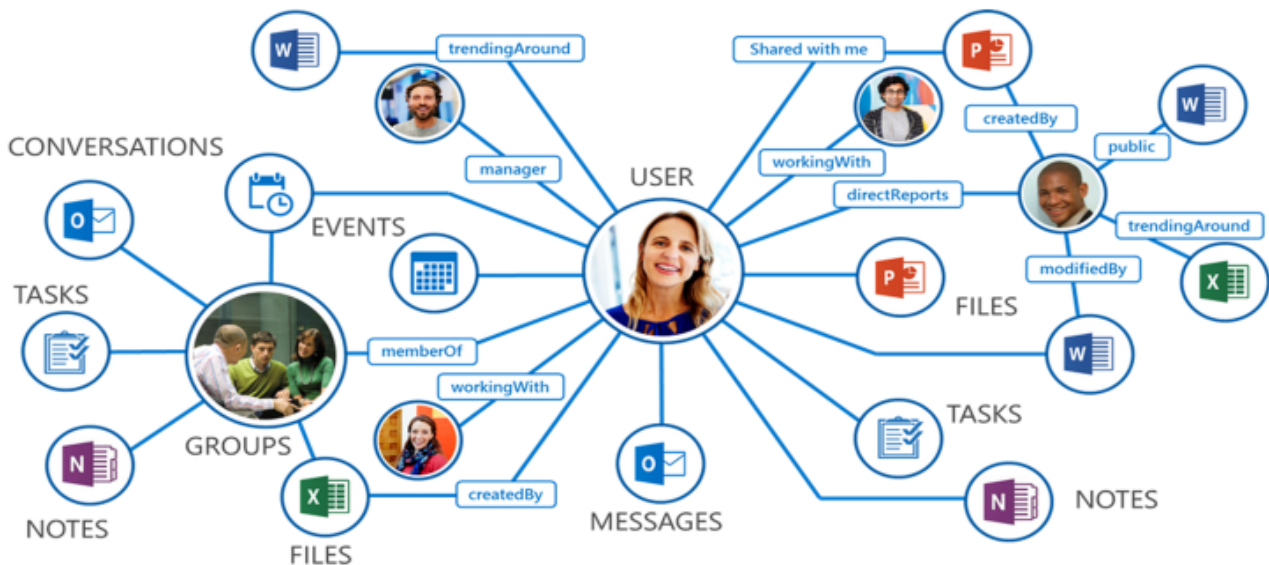 trendingAround
Shared with me
W
P
W
createdBy
public
CONVERSATIONS
manager
USER
workingWith
directReports
O
EVENTS
trendingAround
TASKS
modifiedBy
P
X
FILES
memberOf
W
workingWith
TASKS
GROUPS
N
O
X
createdBy
N
NOTES
NOTES
MESSAGES
FILES